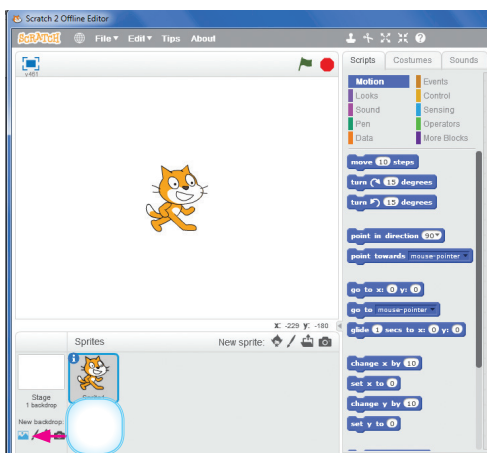 Scratch 2 Offline Editor
SCRATCH File Edit Tips About
v461
Scripts Costumes Sounds
Motion Events
Looks Control
Sound Sensing
Pen Operators
Data More Blocks
move 10 steps
turn 15 degrees
turn 15 degrees
point in direction 90
point towards mouse-pointer
go to x: 0 y: 0
go to mouse-pointer
glide 1 secs to x: 0 y: 0
change x by 10
set x to 0
change y by 10
set y to 0
X: -229 y: -180
Sprites New sprite:
Stage
1 backdrop
New backdrop: